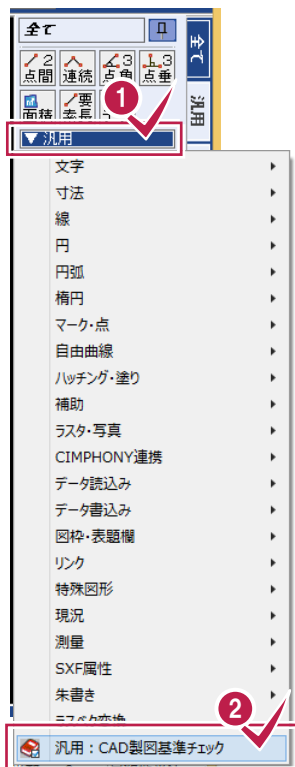 全て
全て
2点間
連続
3点角
3点垂
面積
要素長
1
汎用
▼ 汎用
文字
寸法
線
円
円弧
楕円
マーク・点
自由曲線
ハッチング・塗り
補助
ラスタ・写真
CIMPHONY連携
データ読込み
データ書込み
図枠・表題欄
リンク
特殊図形
現況
測量
SXF属性
朱書き
2
汎用：CAD製図基準チェック